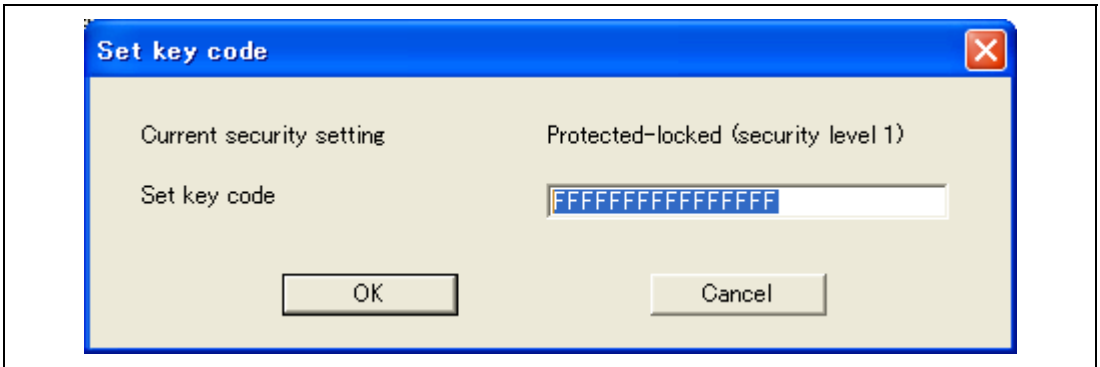 Set key code
Current security setting Protected-locked (security level 1)
Set key code FFFFFFFFFFFFFFFF
OK Cancel